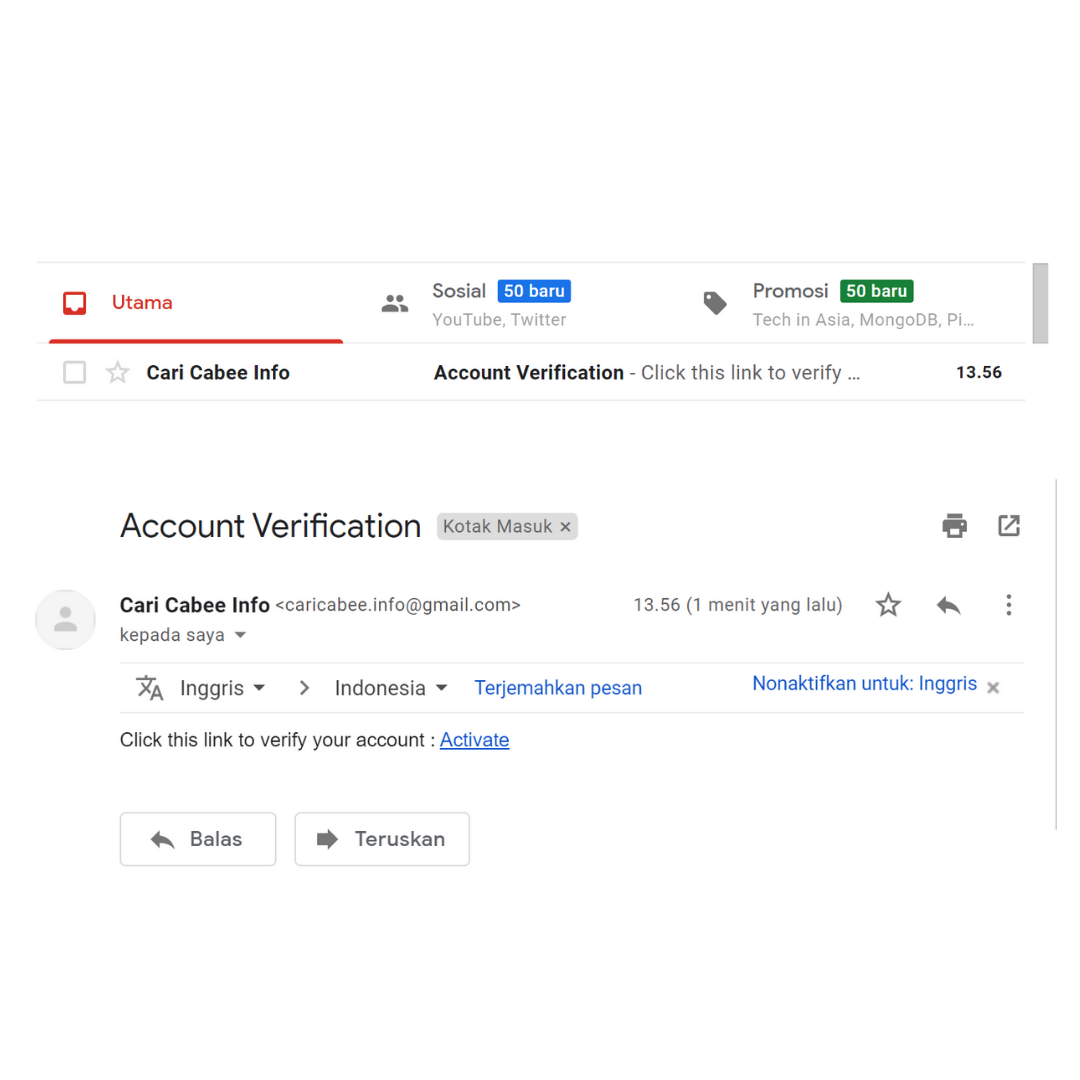 Utama
Sosial 50 baru
YouTube, Twitter
Promosi 50 baru
Tech in Asia, MongoDB, Pi...
Cari Cabee Info Account Verification - Click this link to verify ... 13.56
Account Verification Kotak Masuk ×
Cari Cabee Info <caricabee.info@gmail.com> 13.56 (1 menit yang lalu)
kepada saya
Inggris > Indonesia Terjemahkan pesan Nonaktifkan untuk: Inggris ×
Click this link to verify your account : Activate
Balas Teruskan